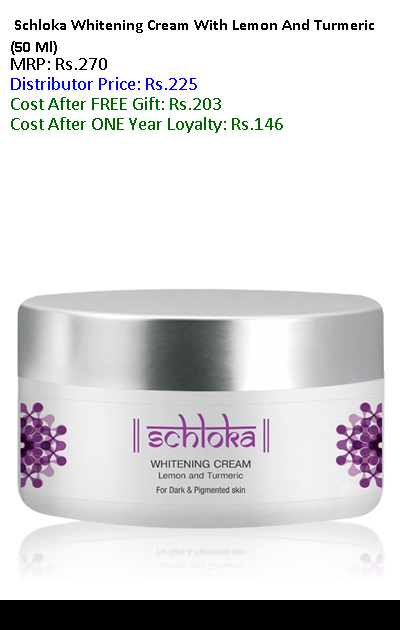 Schloka Whitening Cream With Lemon And Turmeric
(50 Ml)
MRP: Rs.270
Distributor Price: Rs.225
Cost After FREE Gift: Rs.203
Cost After ONE Year Loyalty: Rs.146
schloka
WHITENING CREAM
Lemon and Turmeric
For Dark & Pigmented skin